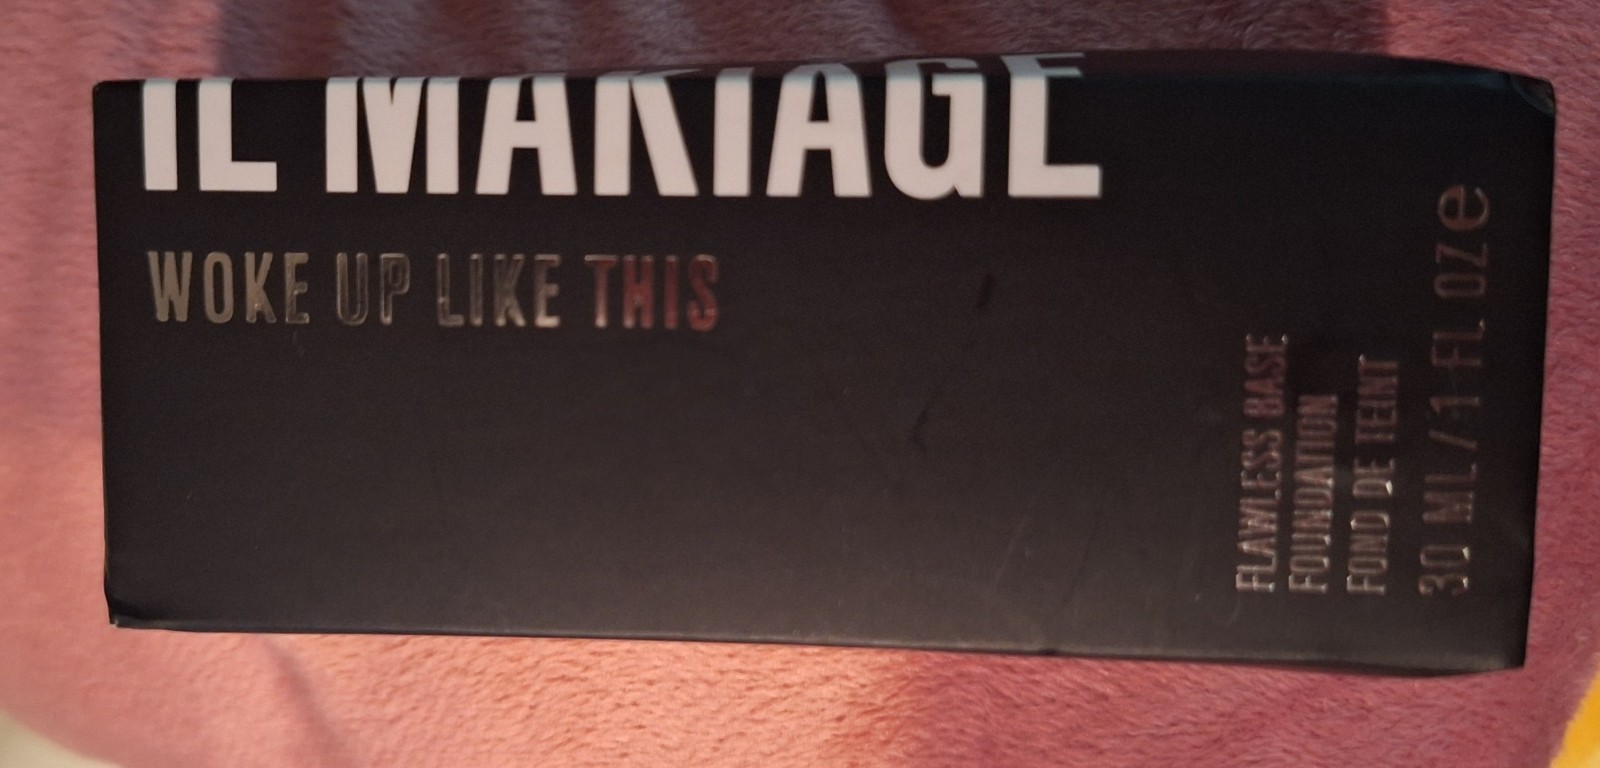 IL MAKIAGE
WOKE UP LIKE THIS
FLAWLESS BASE
FOUNDATION
FOND DE TEINT
30 ML / 1 FL OZ e